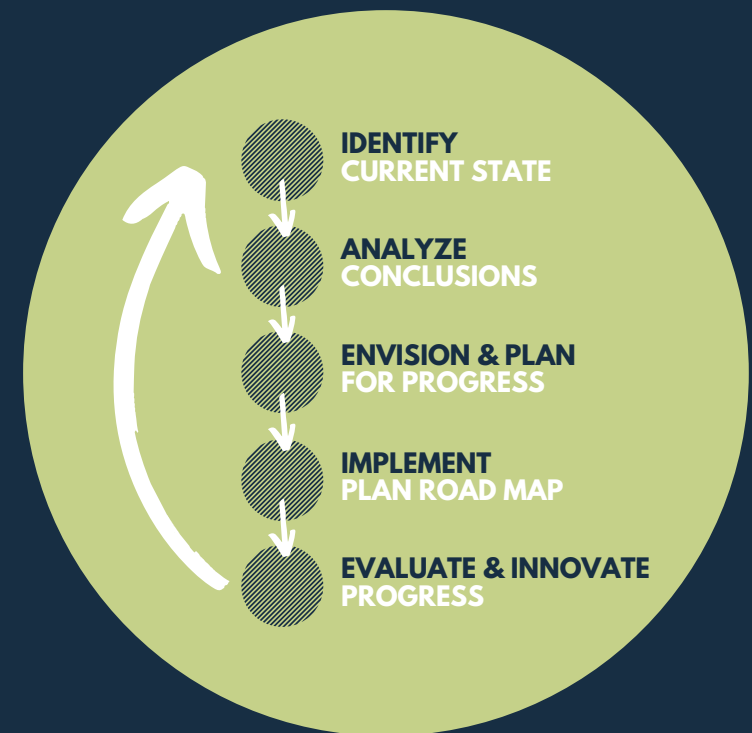 IDENTIFY
CURRENT STATE
ANALYZE
CONCLUSIONS
ENVISION & PLAN
FOR PROGRESS
IMPLEMENT
PLAN ROAD MAP
EVALUATE & INNOVATE
PROGRESS